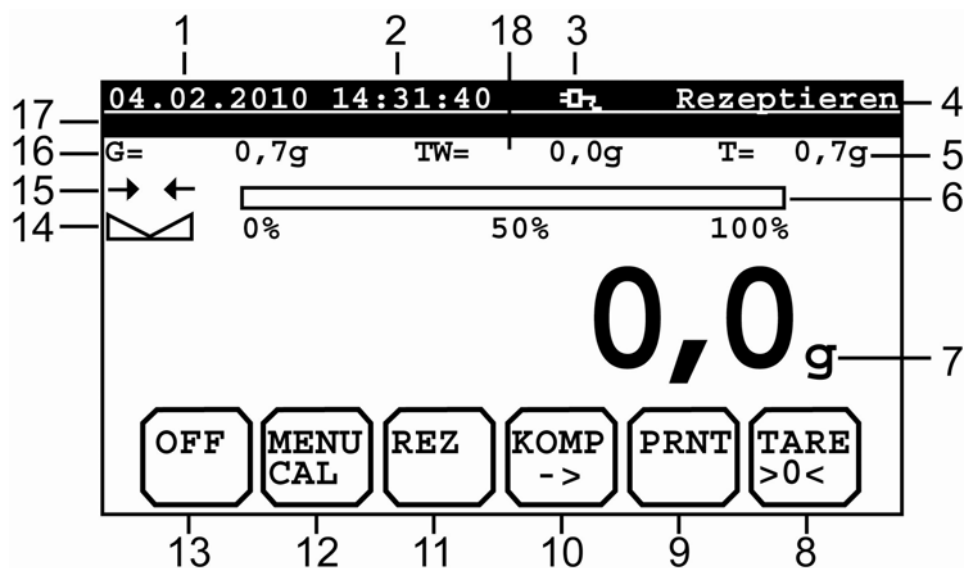 1 2 18 3
04.02.2010 14:31:40 Rezeptieren 4
17
16 G= 0,7g TW= 0,0g T= 0,7g 5
15 6
14 0% 50% 100%
0,0g 7
OFF MENU REZ KOMP PRNT TARE
CAL -> >0<
13 12 11 10 9 8